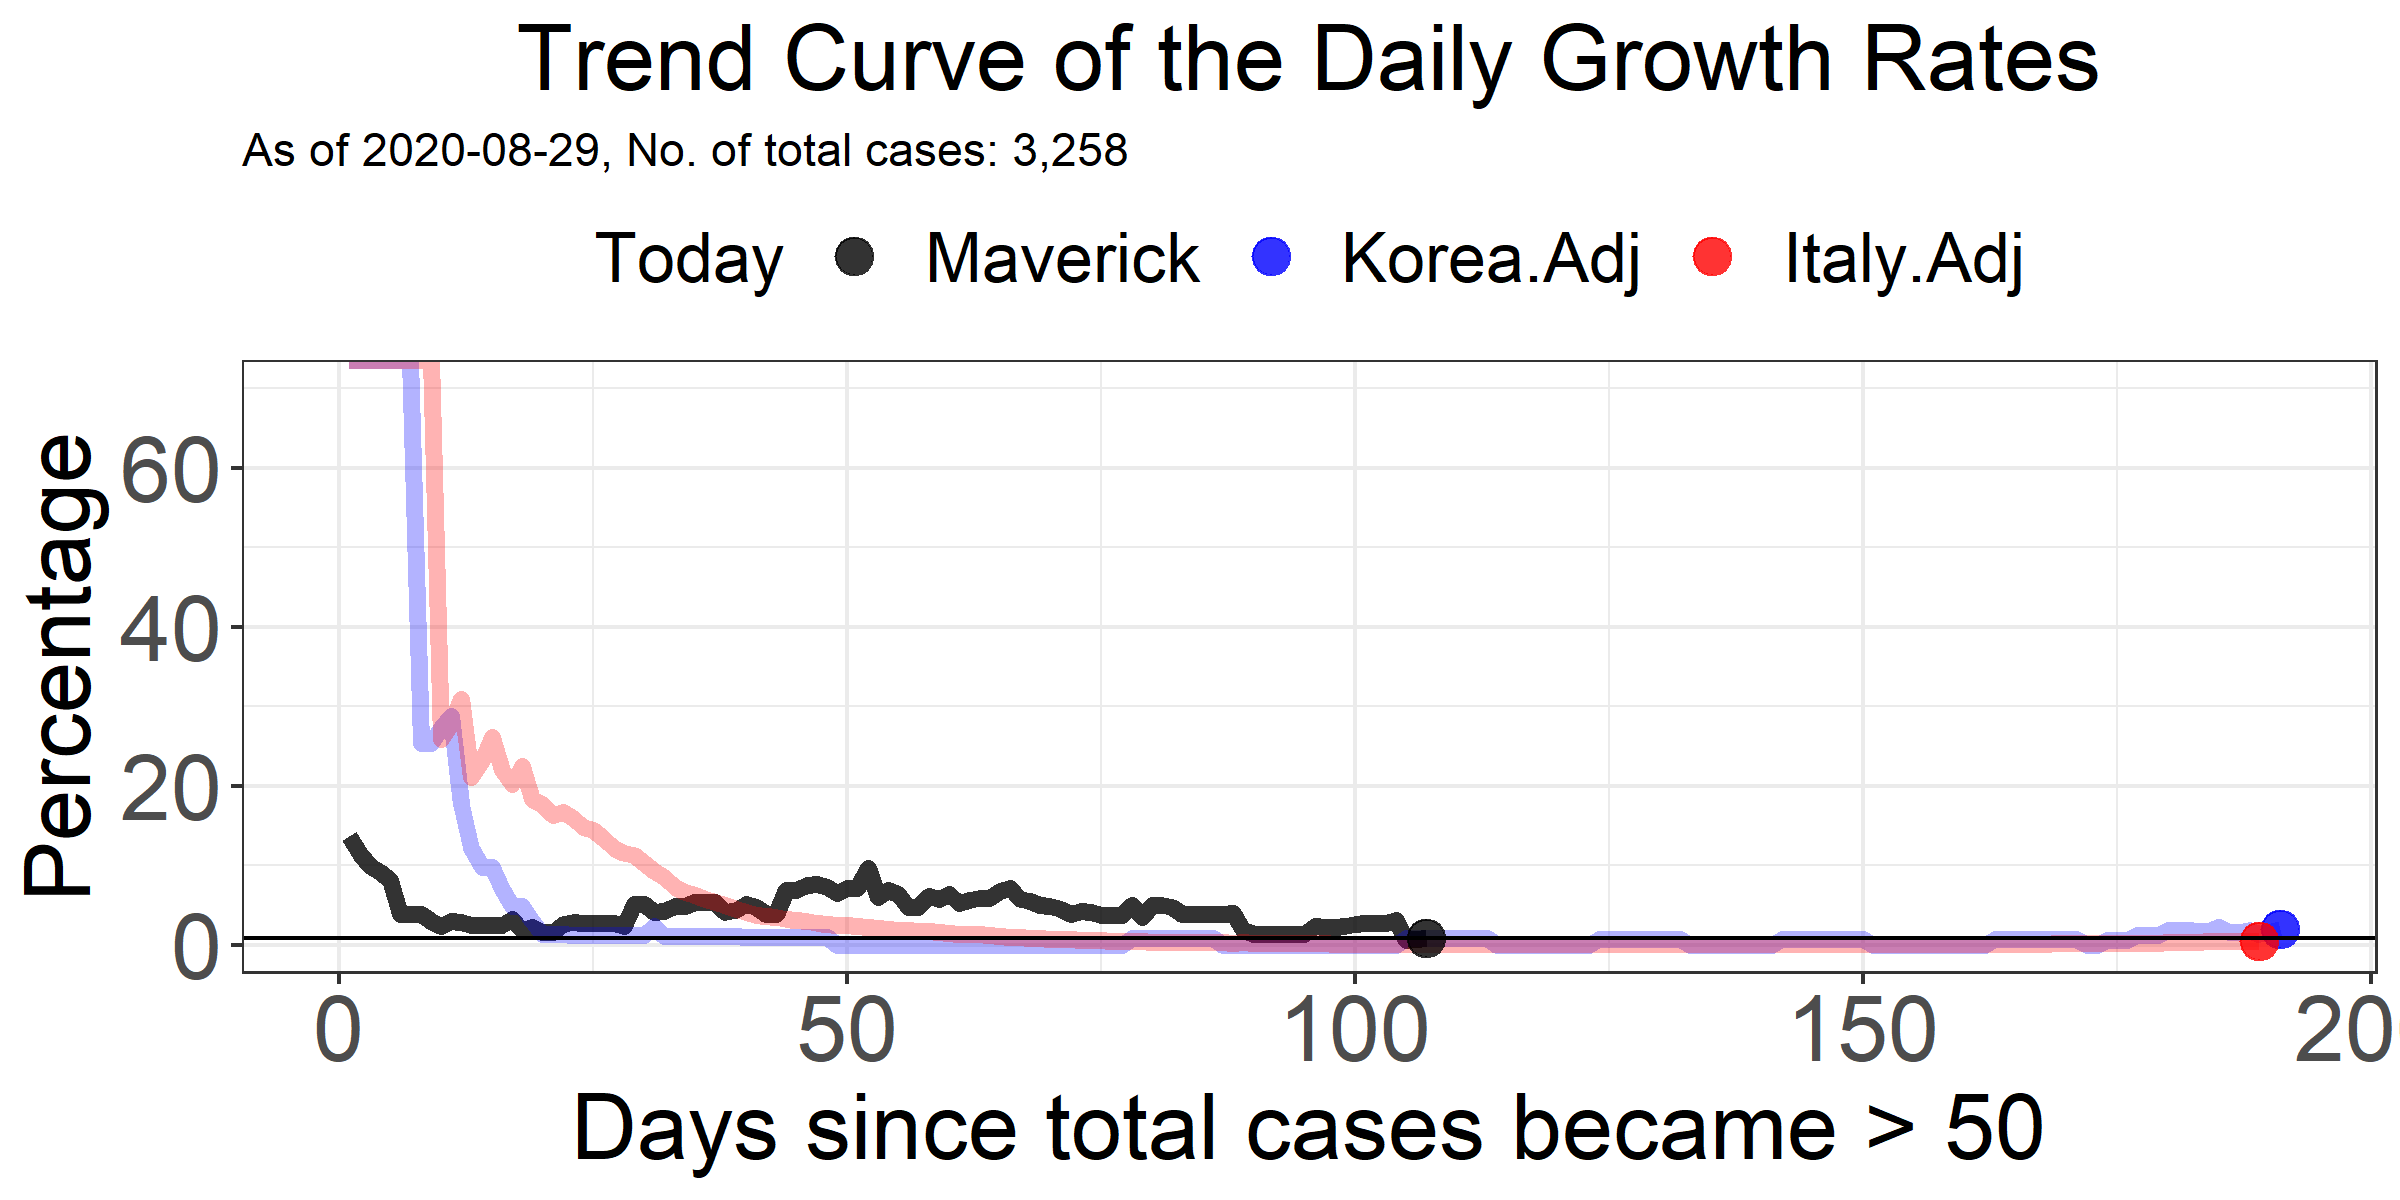 Trend Curve of the Daily Growth Rates
As of 2020-08-29, No. of total cases: 3,258
Today Maverick Korea.Adj Italy.Adj
Percentage
60
40
20
0
0 50 100 150 20
Days since total cases became > 50